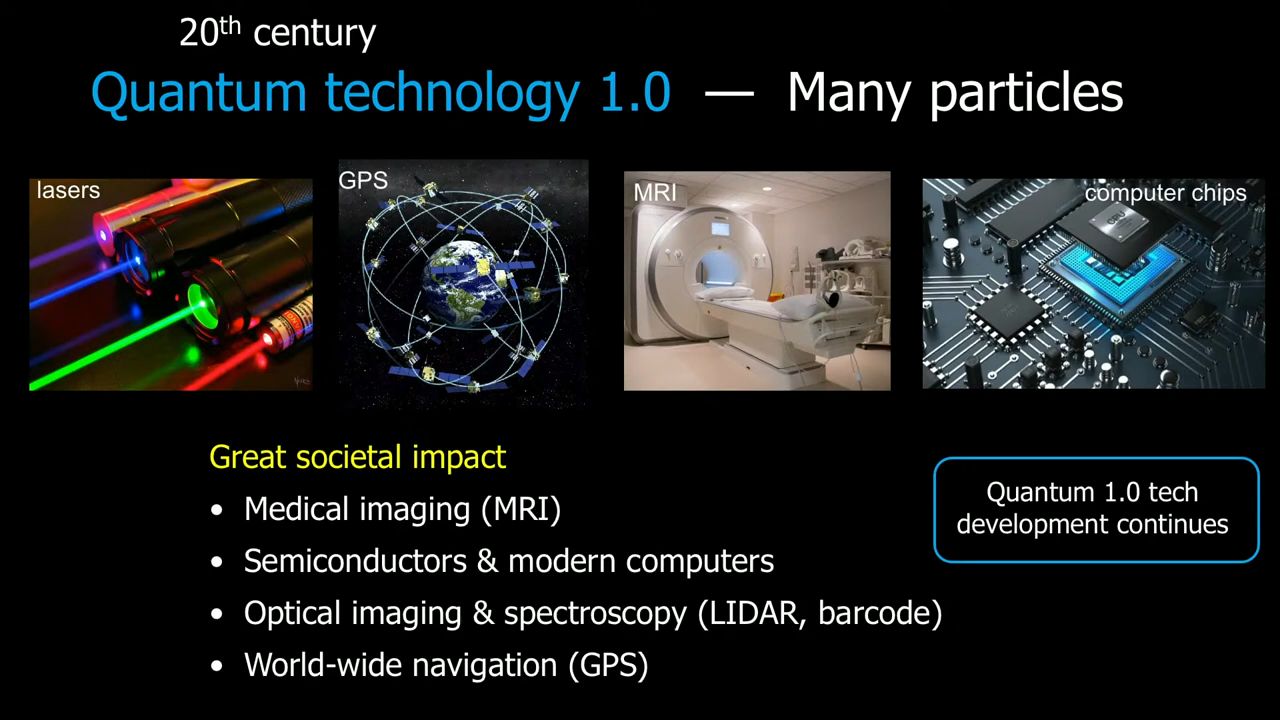 20th century
Quantum technology 1.0 — Many particles
lasers
GPS
MRI
computer chips
CPU
Great societal impact
• Medical imaging (MRI)
• Semiconductors & modern computers
• Optical imaging & spectroscopy (LIDAR, barcode)
• World-wide navigation (GPS)
Quantum 1.0 tech
development continues